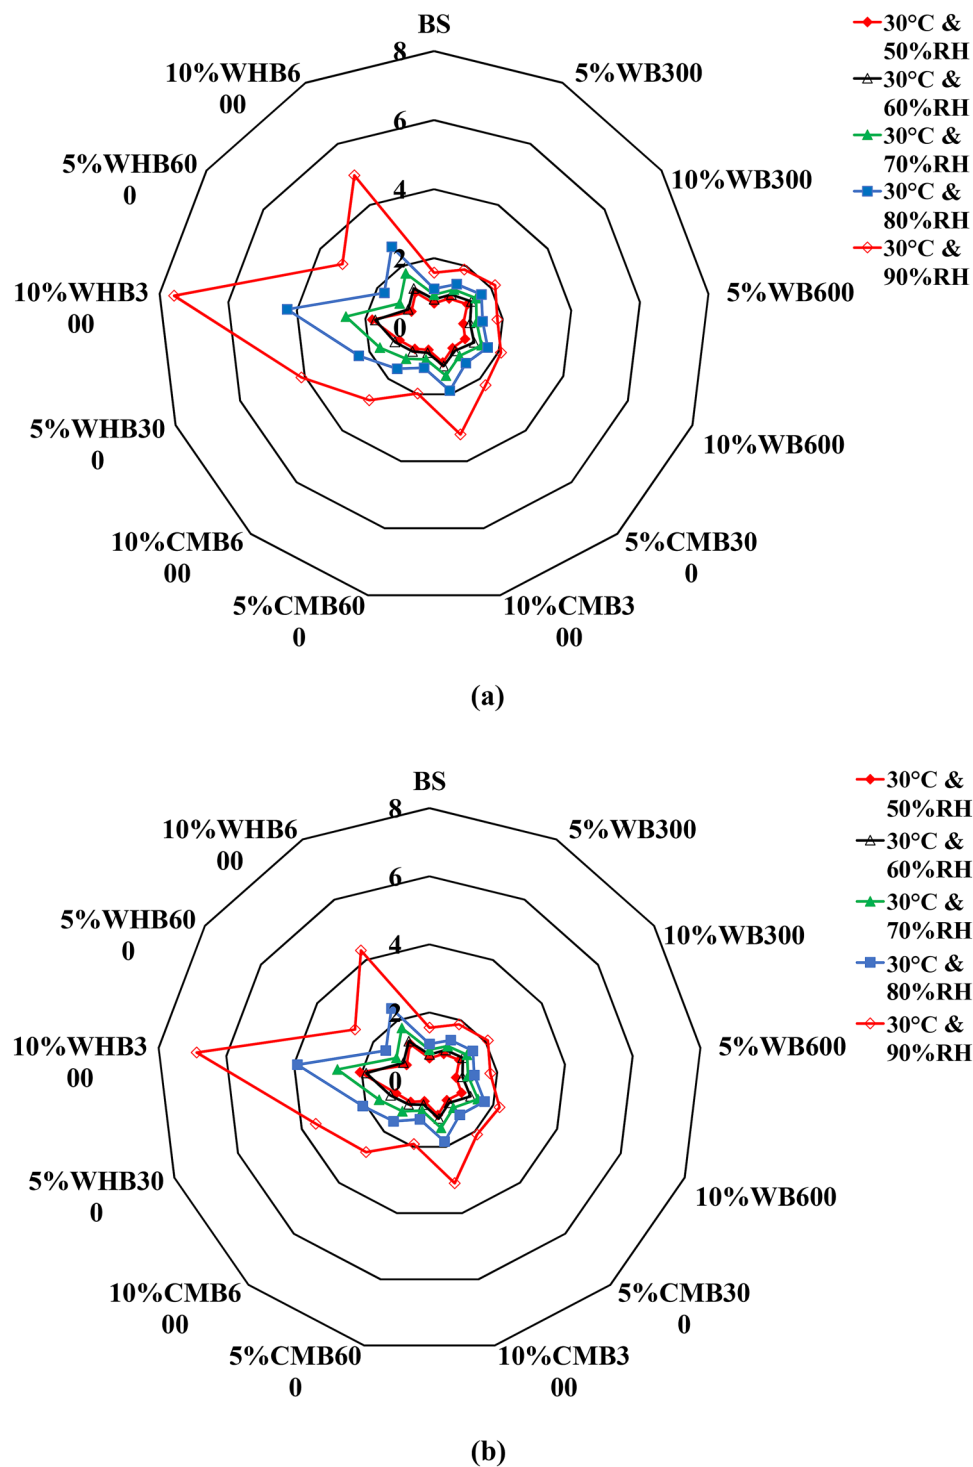 BS
8
6
4
2
0
5%WB300
10%WB300
5%WB600
10%WB600
5%CMB30
0
10%CMB3
00
5%CMB60
0
10%CMB6
00
5%WHB30
0
10%WHB3
00
5%WHB60
0
10%WHB6
00
30°C &
50%RH
30°C &
60%RH
30°C &
70%RH
30°C &
80%RH
30°C &
90%RH
(a)
BS
8
6
4
2
0
5%WB300
10%WB300
5%WB600
10%WB600
5%CMB30
0
10%CMB3
00
5%CMB60
0
10%CMB6
00
5%WHB30
0
10%WHB3
00
5%WHB60
0
10%WHB6
00
30°C &
50%RH
30°C &
60%RH
30°C &
70%RH
30°C &
80%RH
30°C &
90%RH
(b)